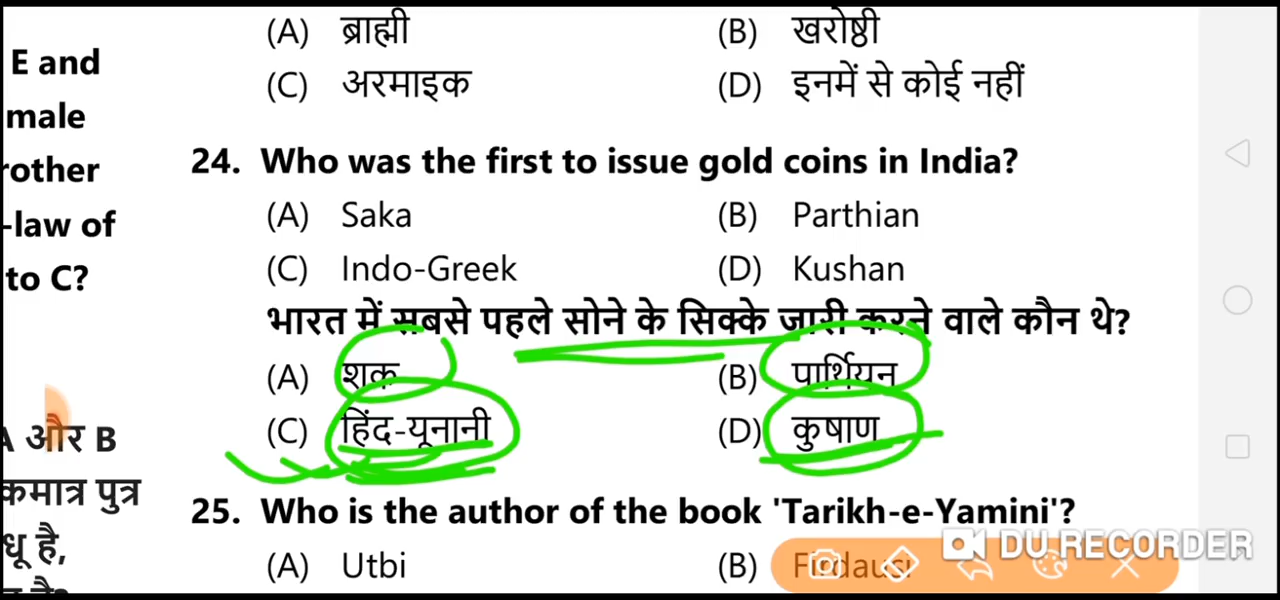 (A) ब्राह्मी (B) खरोष्ठी
E and
(C) अरमाइक (D) इनमें से कोई नहीं
male
24. Who was the first to issue gold coins in India?
rother
(A) Saka (B) Parthian
-law of
(C) Indo-Greek (D) Kushan
to C?
भारत में सबसे पहले सोने के सिक्के जारी करने वाले कौन थे?
(A) शक (B) पार्थियन
(C) हिंद-यूनानी (D) कुषाण
A और B
कमात्र पुत्र
25. Who is the author of the book 'Tarikh-e-Yamini'?
धू है,
DU RECORDER
(A) Utbi (B) Firdausi